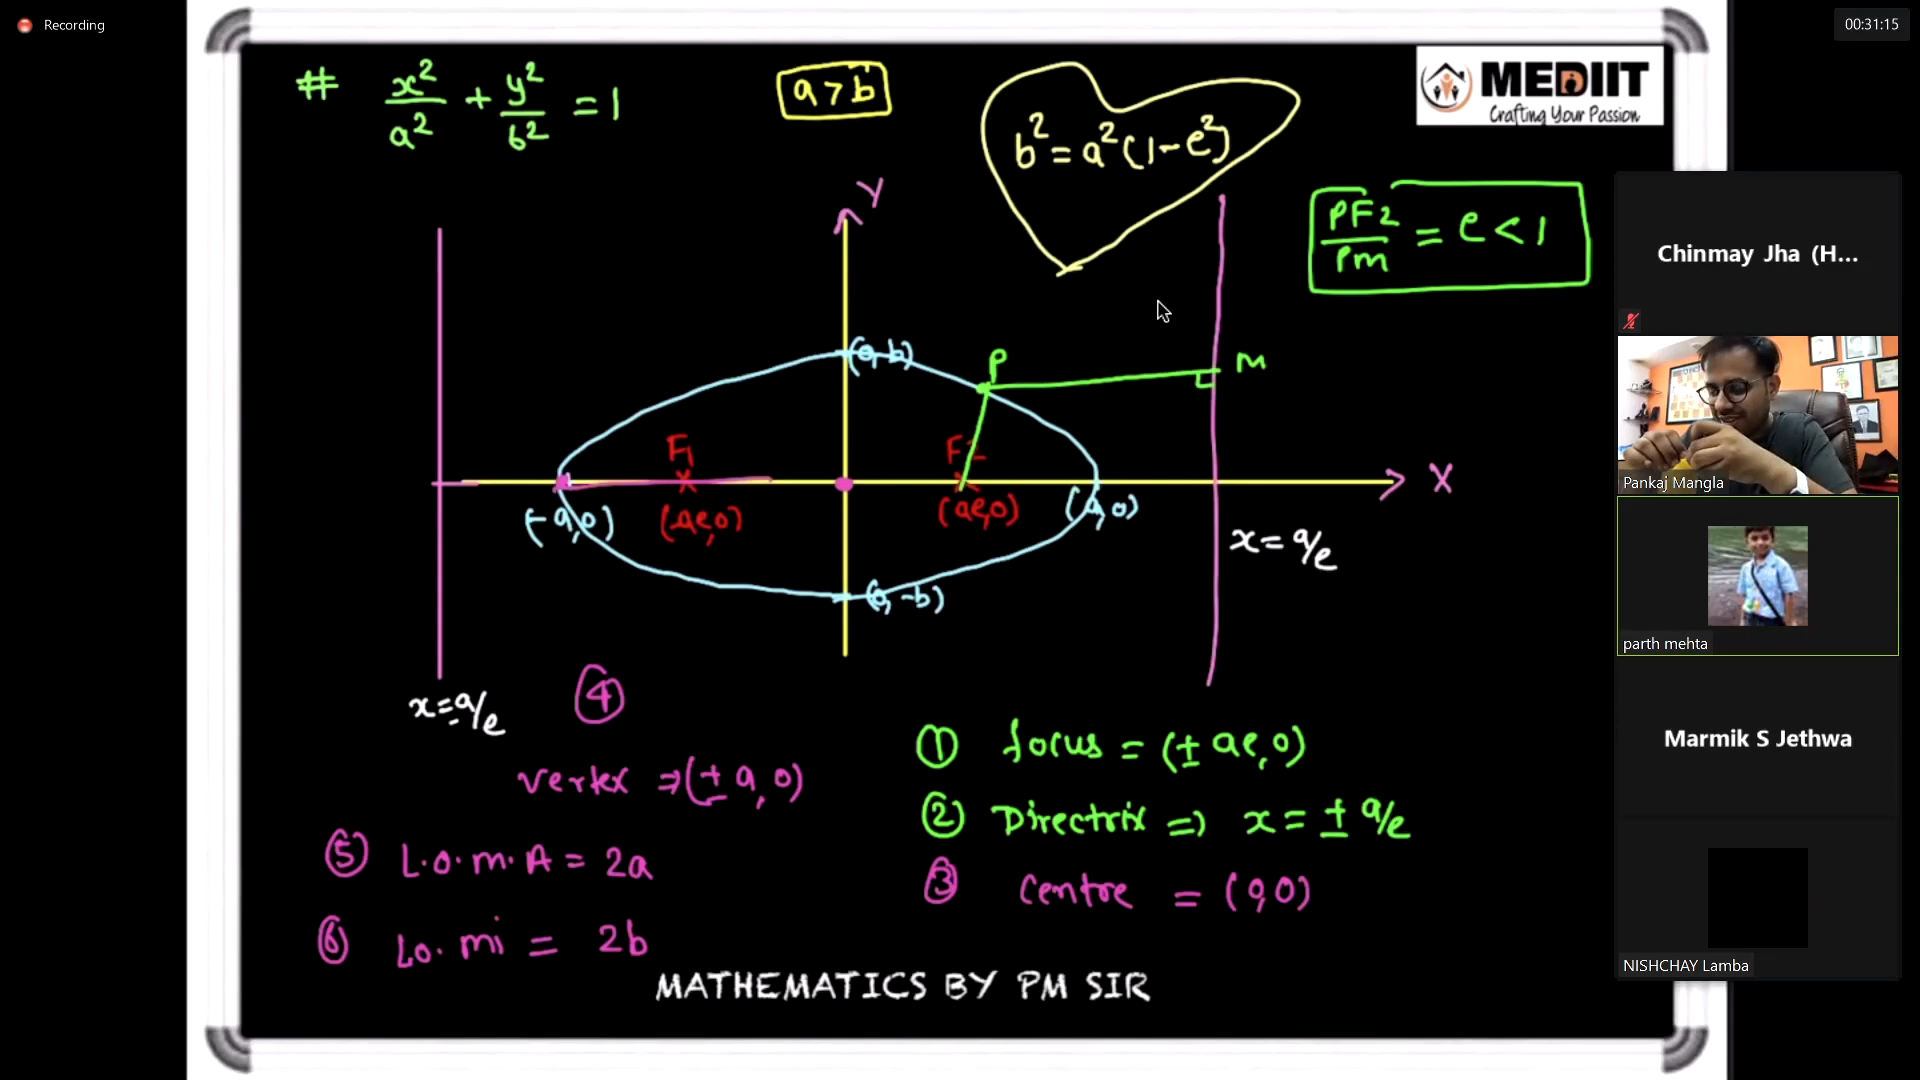 Recording
00:31:15
# x²/a² + y²/b² = 1
a > b
b² = a²(1-e²)
MEDIIT
Crafting Your Passion
PF2/PM = e < 1
Y
(0, b)
P
M
F1
F2
X
(-a, 0)
(-ae, 0)
(ae, 0)
(a, 0)
x = a/e
(0, -b)
x = -a/e
④
vertex ⇒ (± a, 0)
① focus = (± ae, 0)
② Directrix ⇒ x = ± a/e
③ Centre = (0, 0)
⑤ L.O.M.A = 2a
⑥ L.O. Mi = 2b
MATHEMATICS BY PM SIR
Chinmay Jha (H...
Pankaj Mangla
parth mehta
Marmik S Jethwa
NISHCHAY Lamba